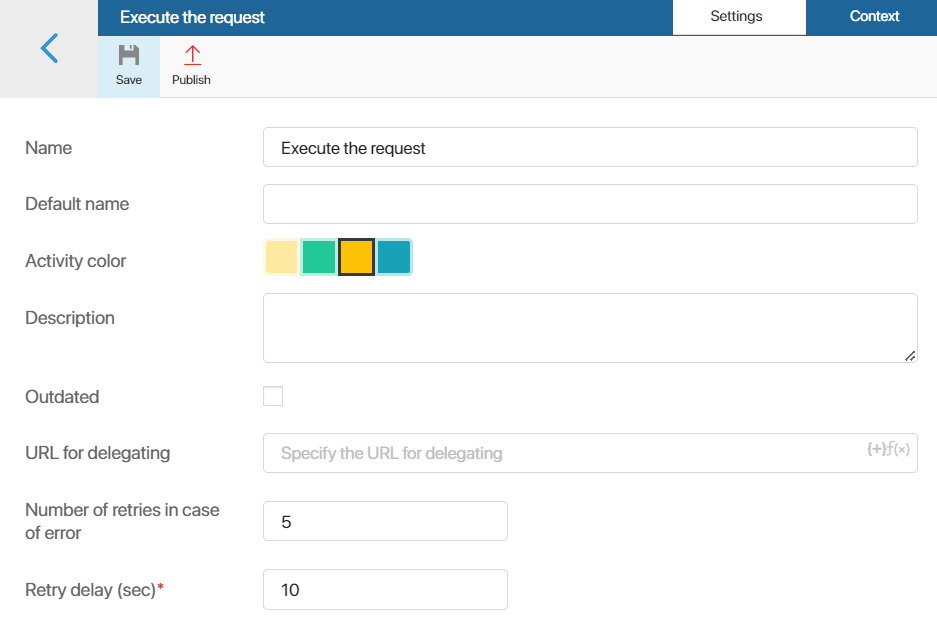 Execute the request
Settings
Context
Save
Publish
Name
Execute the request
Default name
Activity color
Description
Outdated
URL for delegating
Specify the URL for delegating
{+}f(x)
Number of retries in case
of error
5
Retry delay (sec)*
10